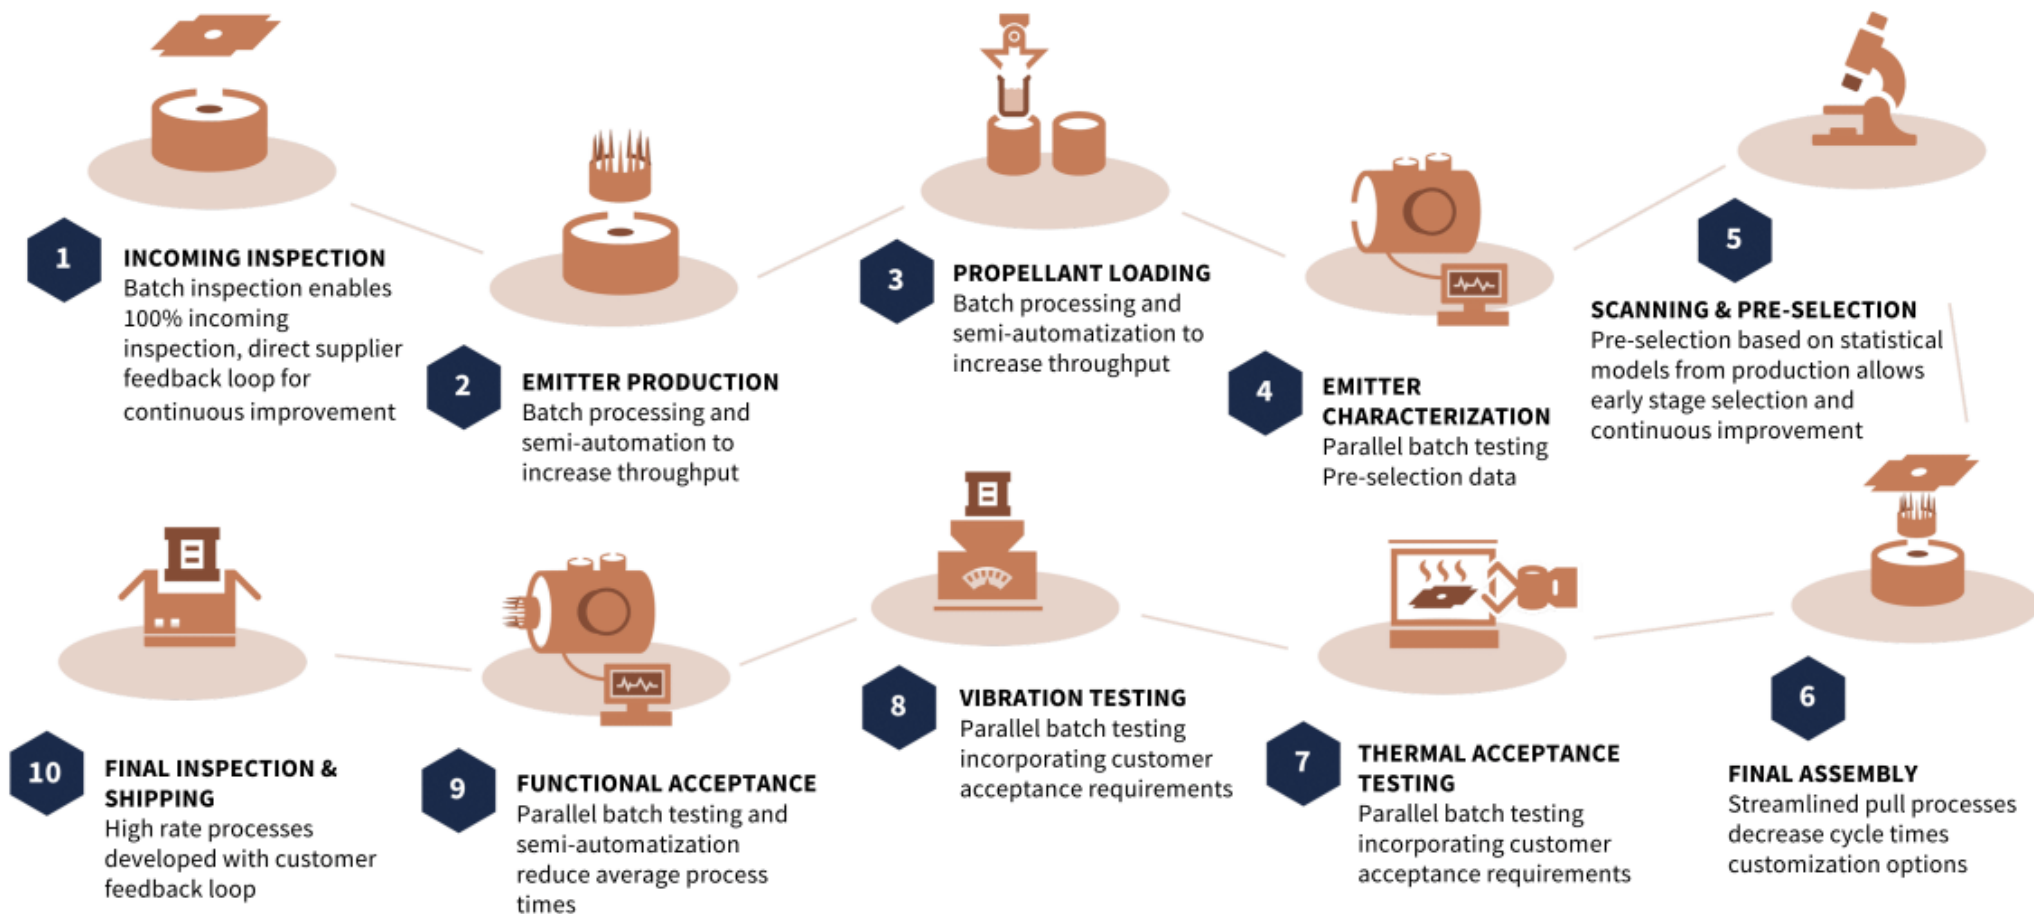 1
INCOMING INSPECTION
Batch inspection enables
100% incoming
inspection, direct supplier
feedback loop for
continuous improvement
2
EMITTER PRODUCTION
Batch processing and
semi-automation to
increase throughput
3
PROPELLANT LOADING
Batch processing and
semi-automatization to
increase throughput
4
EMITTER
CHARACTERIZATION
Parallel batch testing
Pre-selection data
5
SCANNING & PRE-SELECTION
Pre-selection based on statistical
models from production allows
early stage selection and
continuous improvement
6
FINAL ASSEMBLY
Streamlined pull processes
decrease cycle times
customization options
7
THERMAL ACCEPTANCE
TESTING
Parallel batch testing
incorporating customer
acceptance requirements
8
VIBRATION TESTING
Parallel batch testing
incorporating customer
acceptance requirements
9
FUNCTIONAL ACCEPTANCE
Parallel batch testing and
semi-automatization
reduce average process
times
10
FINAL INSPECTION &
SHIPPING
High rate processes
developed with customer
feedback loop